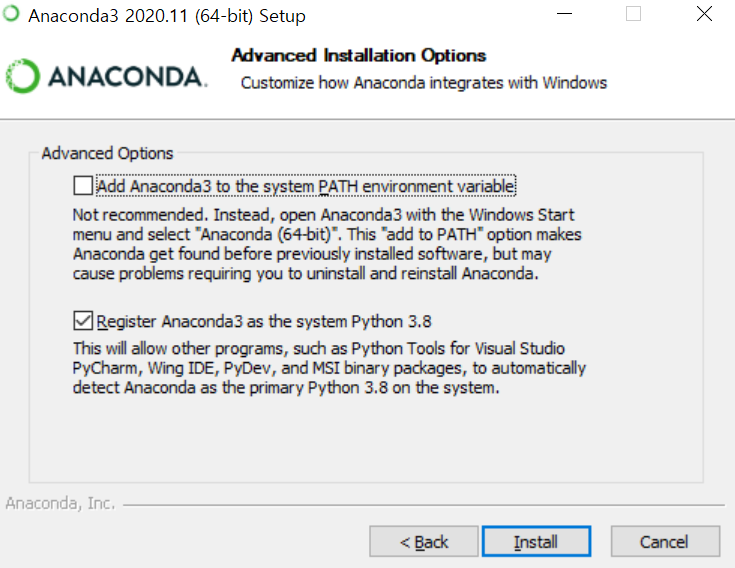 Anaconda3 2020.11 (64-bit) Setup
Advanced Installation Options
ANACONDA.
Customize how Anaconda integrates with Windows
Advanced Options
Add Anaconda3 to the system PATH environment variable
Not recommended. Instead, open Anaconda3 with the Windows Start
menu and select "Anaconda (64-bit)". This "add to PATH" option makes
Anaconda get found before previously installed software, but may
cause problems requiring you to uninstall and reinstall Anaconda.
Register Anaconda3 as the system Python 3.8
This will allow other programs, such as Python Tools for Visual Studio
PyCharm, Wing IDE, PyDev, and MSI binary packages, to automatically
detect Anaconda as the primary Python 3.8 on the system.
Anaconda, Inc.
< Back
Install
Cancel